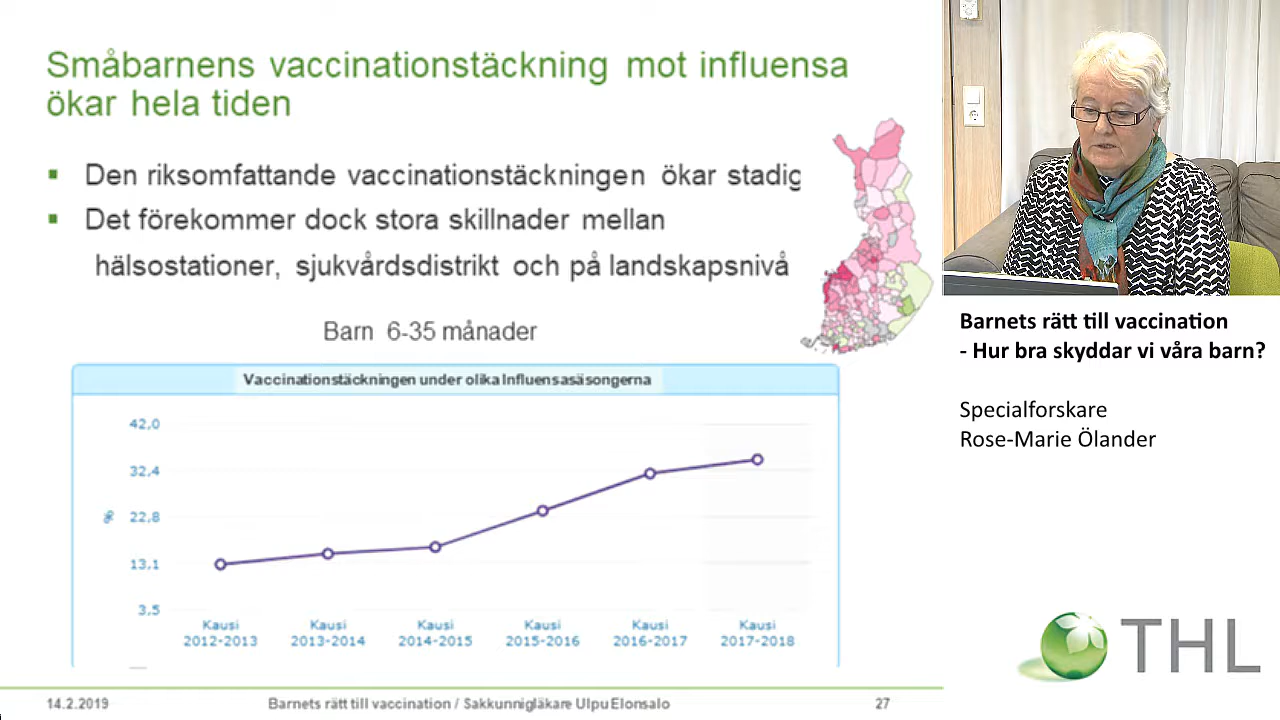 Småbarnens vaccinationstäckning mot influensa
ökar hela tiden
Den riksomfattande vaccinationstäckningen ökar stadig
Det förekommer dock stora skillnader mellan
hälsostationer, sjukvårdsdistrikt och på landskapsnivå
Barn 6-35 månader
Vaccinationstäckningen under olika Influensasäsongerna
42,0
32,4
%
22,8
13,1
3,5
Kausi Kausi Kausi Kausi Kausi Kausi
2012-2013 2013-2014 2014-2015 2015-2016 2016-2017 2017-2018
14.2.2019 Barnets rätt till vaccination / Sakkunnigläkare Ulpu Elonsalo 27
Barnets rätt till vaccination
- Hur bra skyddar vi våra barn?
Specialforskare
Rose-Marie Ölander
THL